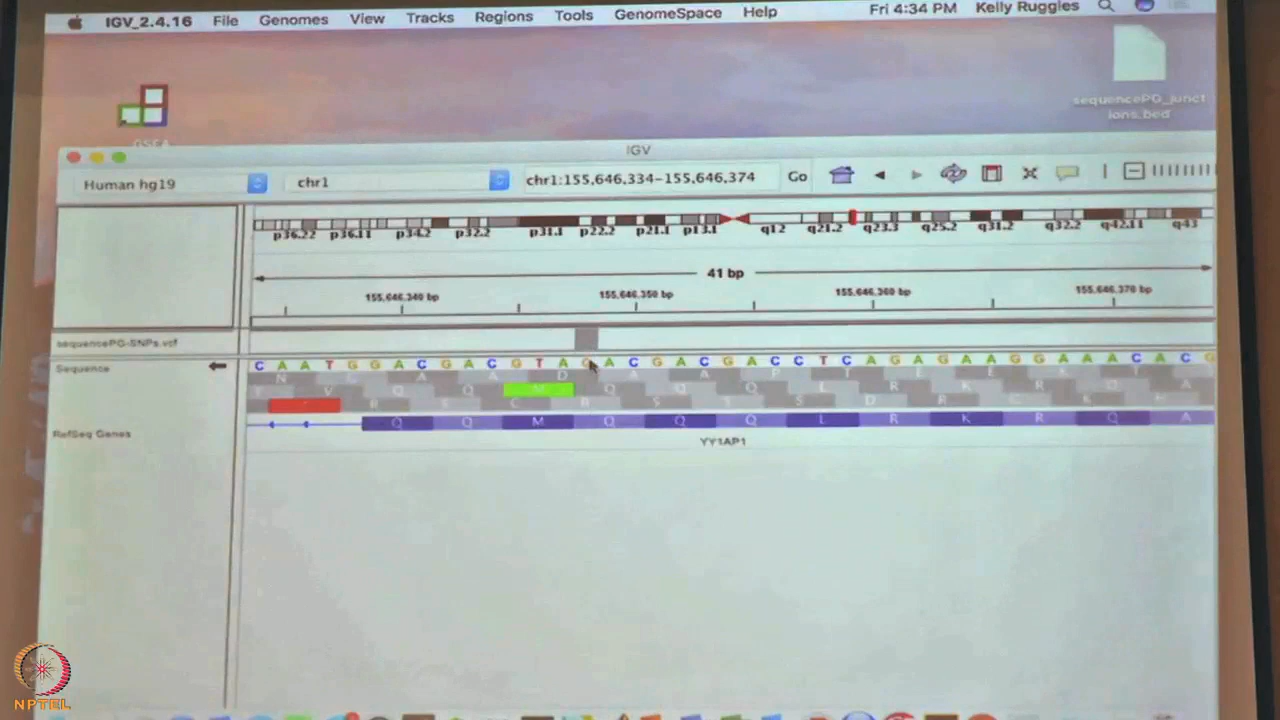 IGV_2.4.16 File Genomes View Tracks Regions Tools GenomeSpace Help Fri 4:34 PM Kelly Ruggles
sequencePG_junct
ions.bed
GSEA
IGV
Human hg19 chr1 chr1:155,646,334-155,646,374 Go
p36.22 p36.11 p34.2 p32.2 p31.1 p22.2 p21.1 p13.1 q12 q21.2 q23.3 q25.2 q31.2 q32.2 q42.11 q43
41 bp
155,646,340 bp 155,646,350 bp 155,646,360 bp 155,646,370 bp
sequencePG-SNPs.vcf
Sequence C A A T G G A C G A C G T A G A C G A C G A C C T C A G A G A A G A A A C A C G
RefSeq Genes Q Q M Q Q Q L R K R Q A
YY1AP1
NPTEL